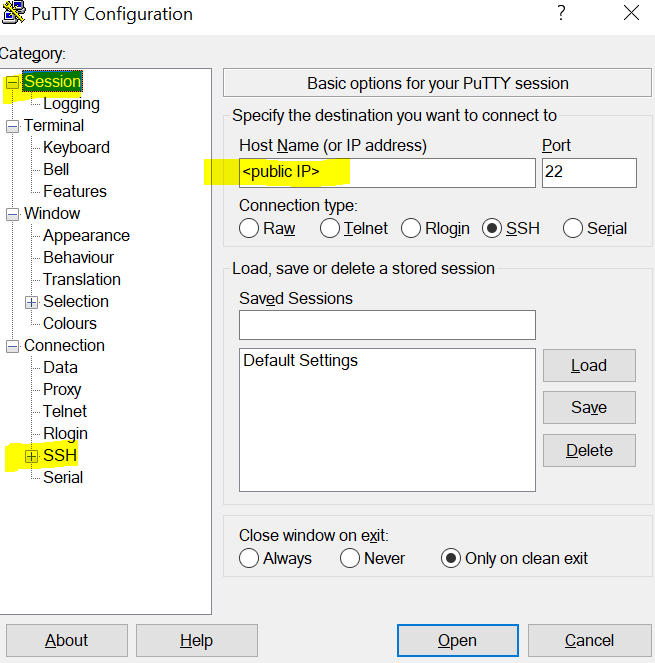 PuTTY Configuration
?
Category:
Session
Logging
Terminal
Keyboard
Bell
Features
Window
Appearance
Behaviour
Translation
Selection
Colours
Connection
Data
Proxy
Telnet
Rlogin
SSH
Serial
Basic options for your PuTTY session
Specify the destination you want to connect to
Host Name (or IP address) Port
<public IP> 22
Connection type:
Raw Telnet Rlogin SSH Serial
Load, save or delete a stored session
Saved Sessions
Default Settings
Load
Save
Delete
Close window on exit:
Always Never Only on clean exit
About Help Open Cancel